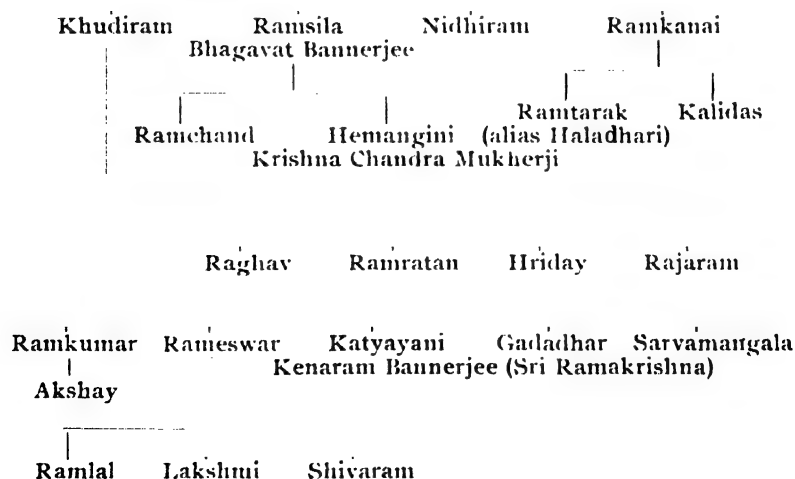 Khudiram Ramsila Nidhiram Ramkanai
Bhagavat Bannerjee
Ramtarak Kalidas
Ramchand Hemangini (alias Haladhari)
Krishna Chandra Mukherji
Raghav Ramratan Hriday Rajaram
Ramkumar Rameswar Katyayani Gadadhar Sarvamangala
Kenaram Bannerjee (Sri Ramakrishna)
Akshay
Ramlal Lakshmi Shivaram